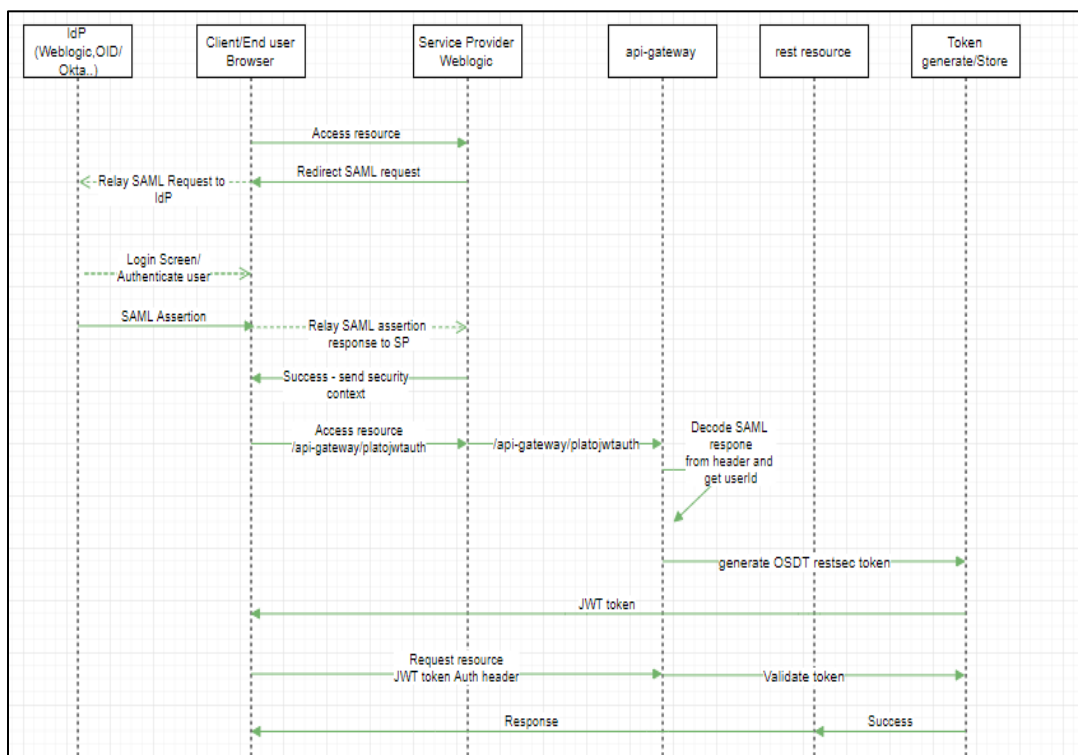 IdP
(Weblogic,OID/
Okta..)
Client/End user
Browser
Service Provider
Weblogic
api-gateway
rest resource
Token
generate/Store
Access resource
Redirect SAML request
Relay SAML Request to
IdP
Login Screen/
Authenticate user
SAML Assertion
Relay SAML assertion
response to SP
Success - send security
context
Access resource
/api-gateway/platojwtauth
/api-gateway/platojwtauth
Decode SAML
respone
from header and
get userId
generate OSDT restsec token
JWT token
Request resource
JWT token Auth header
Validate token
Response
Success